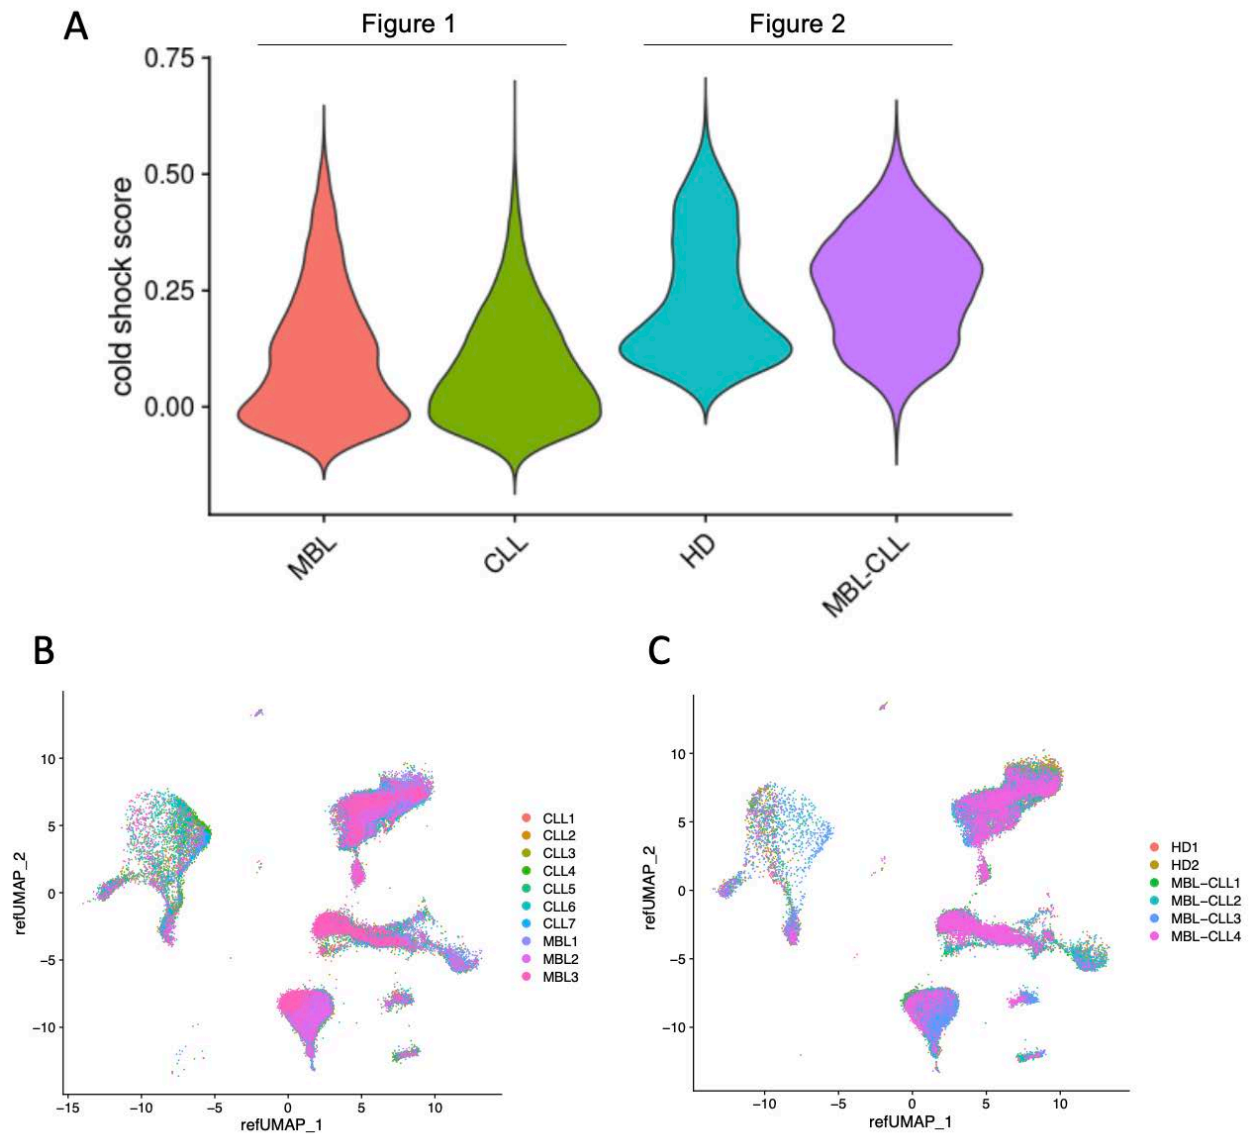 A
Figure 1
Figure 2
0.75
0.50
0.25
0.00
cold shock score
MBL
CLL
HD
MBL-CLL
B
10
5
0
−5
−10
refUMAP_2
−15
−10
−5
0
5
10
refUMAP_1
CLL1
CLL2
CLL3
CLL4
CLL5
CLL6
CLL7
MBL1
MBL2
MBL3
C
10
5
0
−5
−10
refUMAP_2
−10
−5
0
5
10
refUMAP_1
HD1
HD2
MBL−CLL1
MBL−CLL2
MBL−CLL3
MBL−CLL4